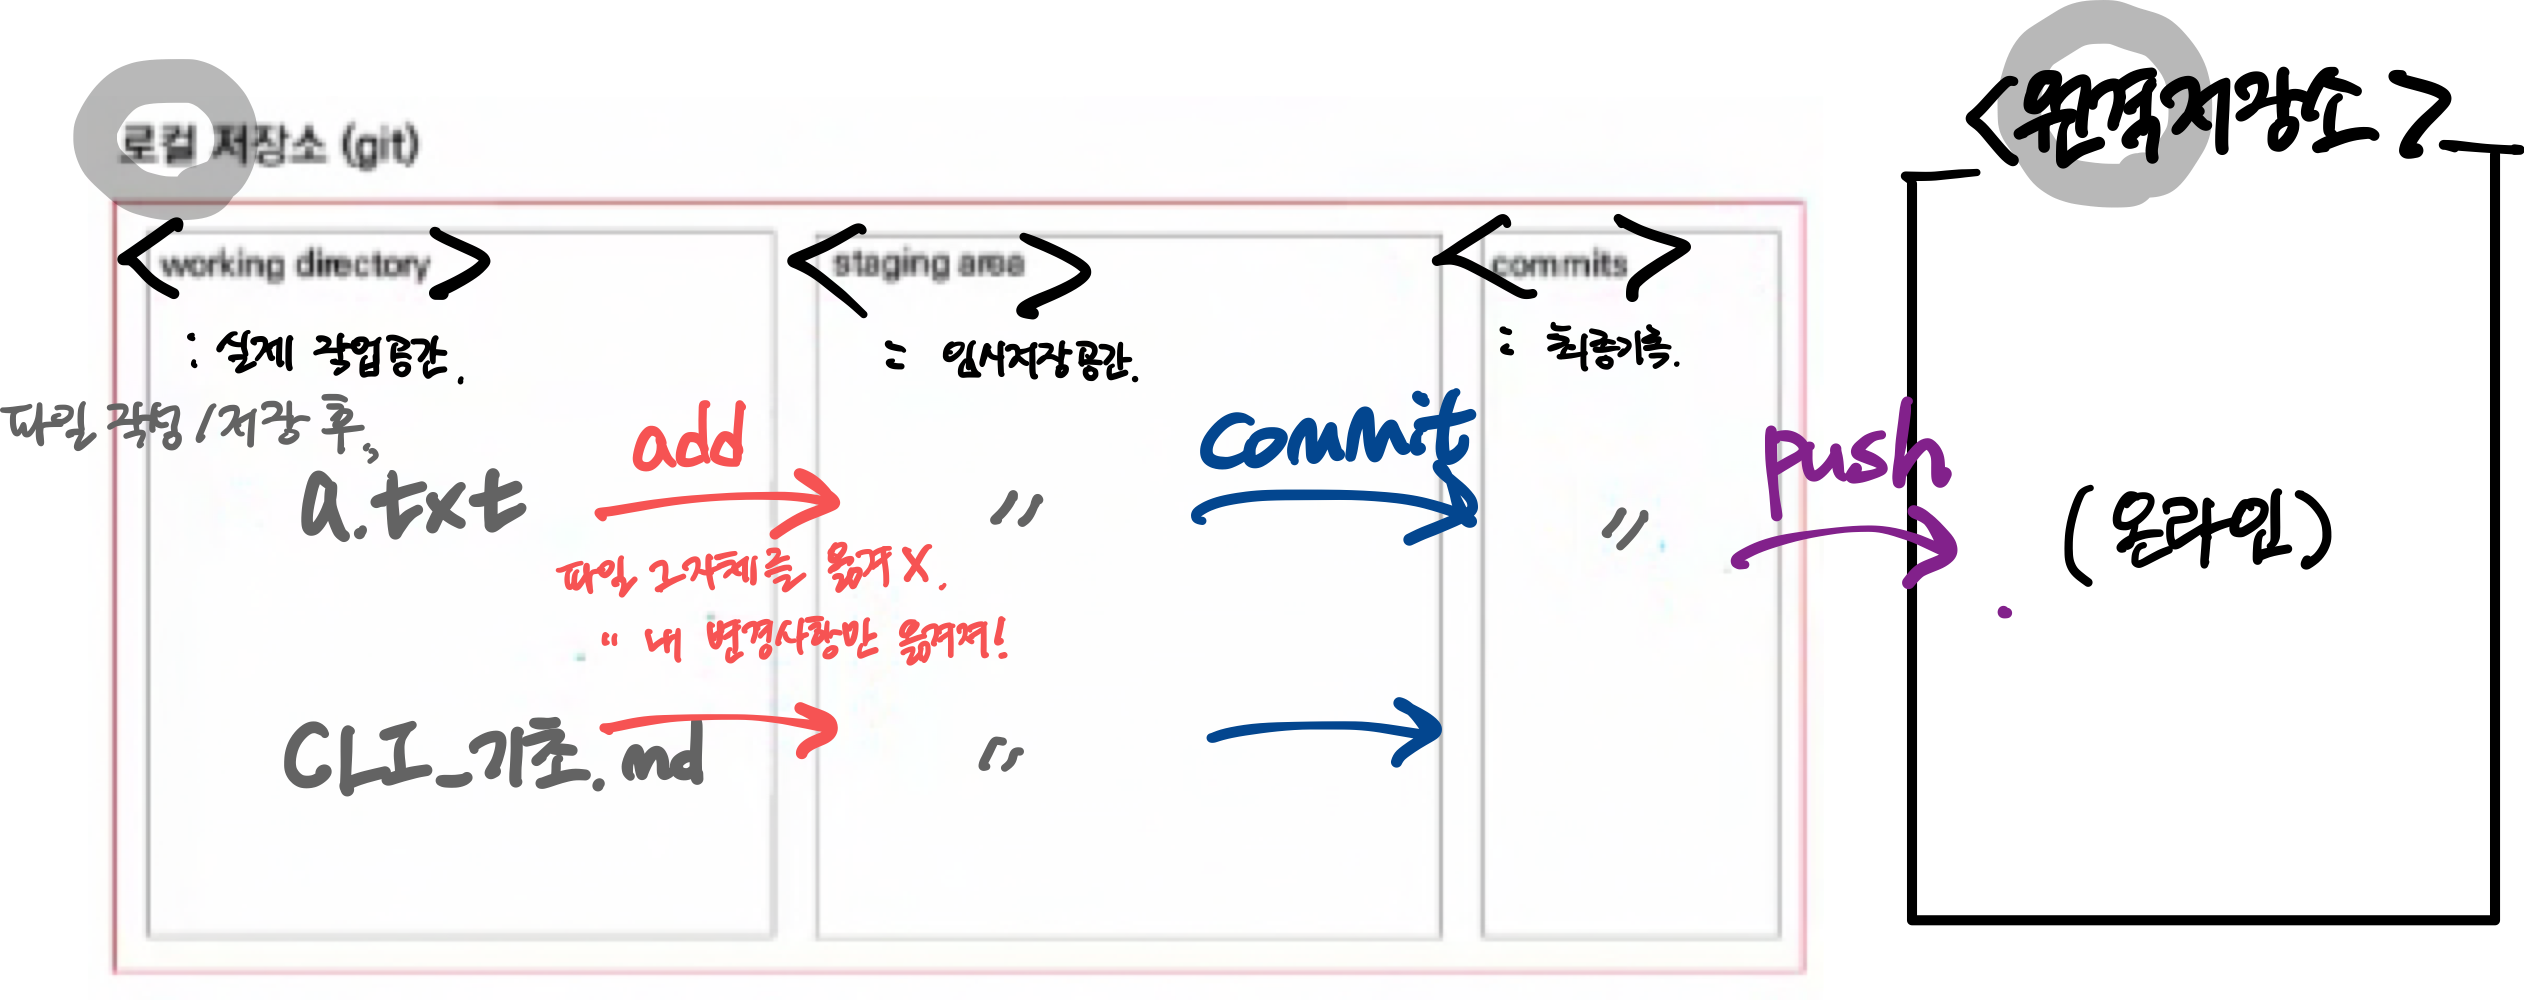 로컬 저장소 (git)
<원격저장소>
<working directory>
<staging area>
<commits>
: 실제 작업공간.
: 임시저장공간.
: 최종기록.
파일 작성/저장 후,
a.txt
add
〃
commit
〃
push
(온라인)
파일 그자체를 옮겨 X.
〃 내 변경사항만 옮겨져!
CLI_기초.md
〃